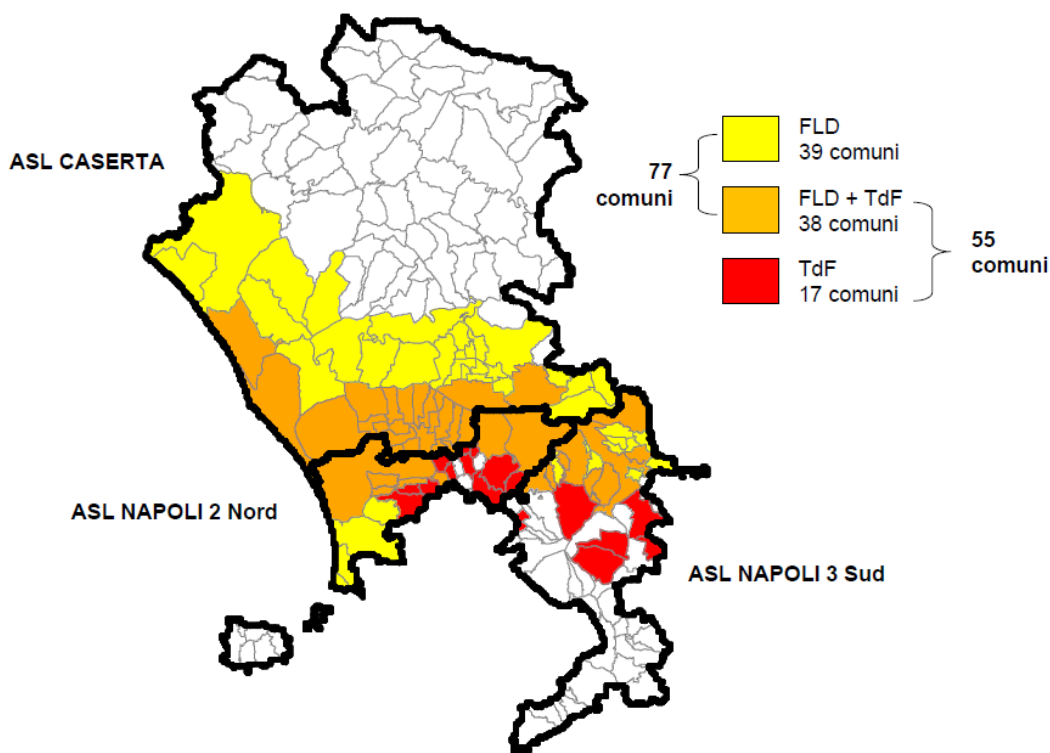 ASL CASERTA
FLD
39 comuni
77
comuni
FLD + TdF
38 comuni
55
comuni
TdF
17 comuni
ASL NAPOLI 2 Nord
ASL NAPOLI 3 Sud